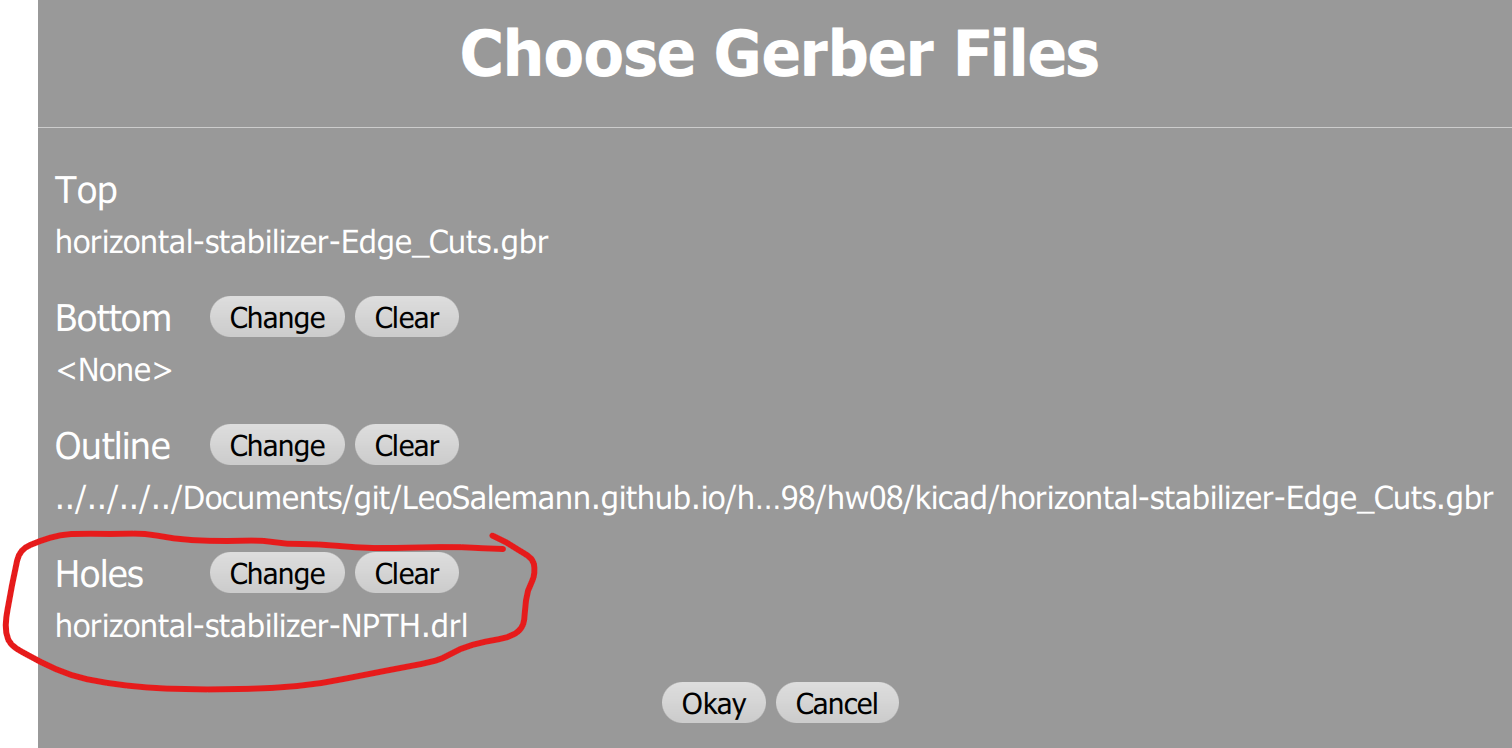 Choose Gerber Files
Top
horizontal-stabilizer-Edge_Cuts.gbr
Bottom Change Clear
<None>
Outline Change Clear
../../../../Documents/git/LeoSalemann.github.io/h...98/hw08/kicad/horizontal-stabilizer-Edge_Cuts.gbr
Holes Change Clear
horizontal-stabilizer-NPTH.drl
Okay Cancel